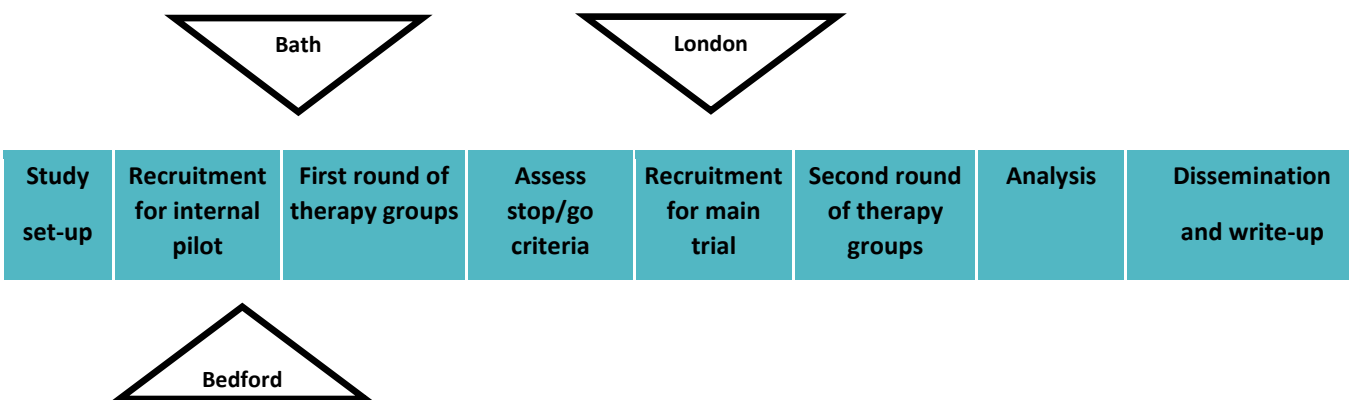 Bath
London
Study
set-up
Recruitment
for internal
pilot
First round of
therapy groups
Assess
stop/go
criteria
Recruitment
for main
trial
Second round
of therapy
groups
Analysis
Dissemination
and write-up
Bedford